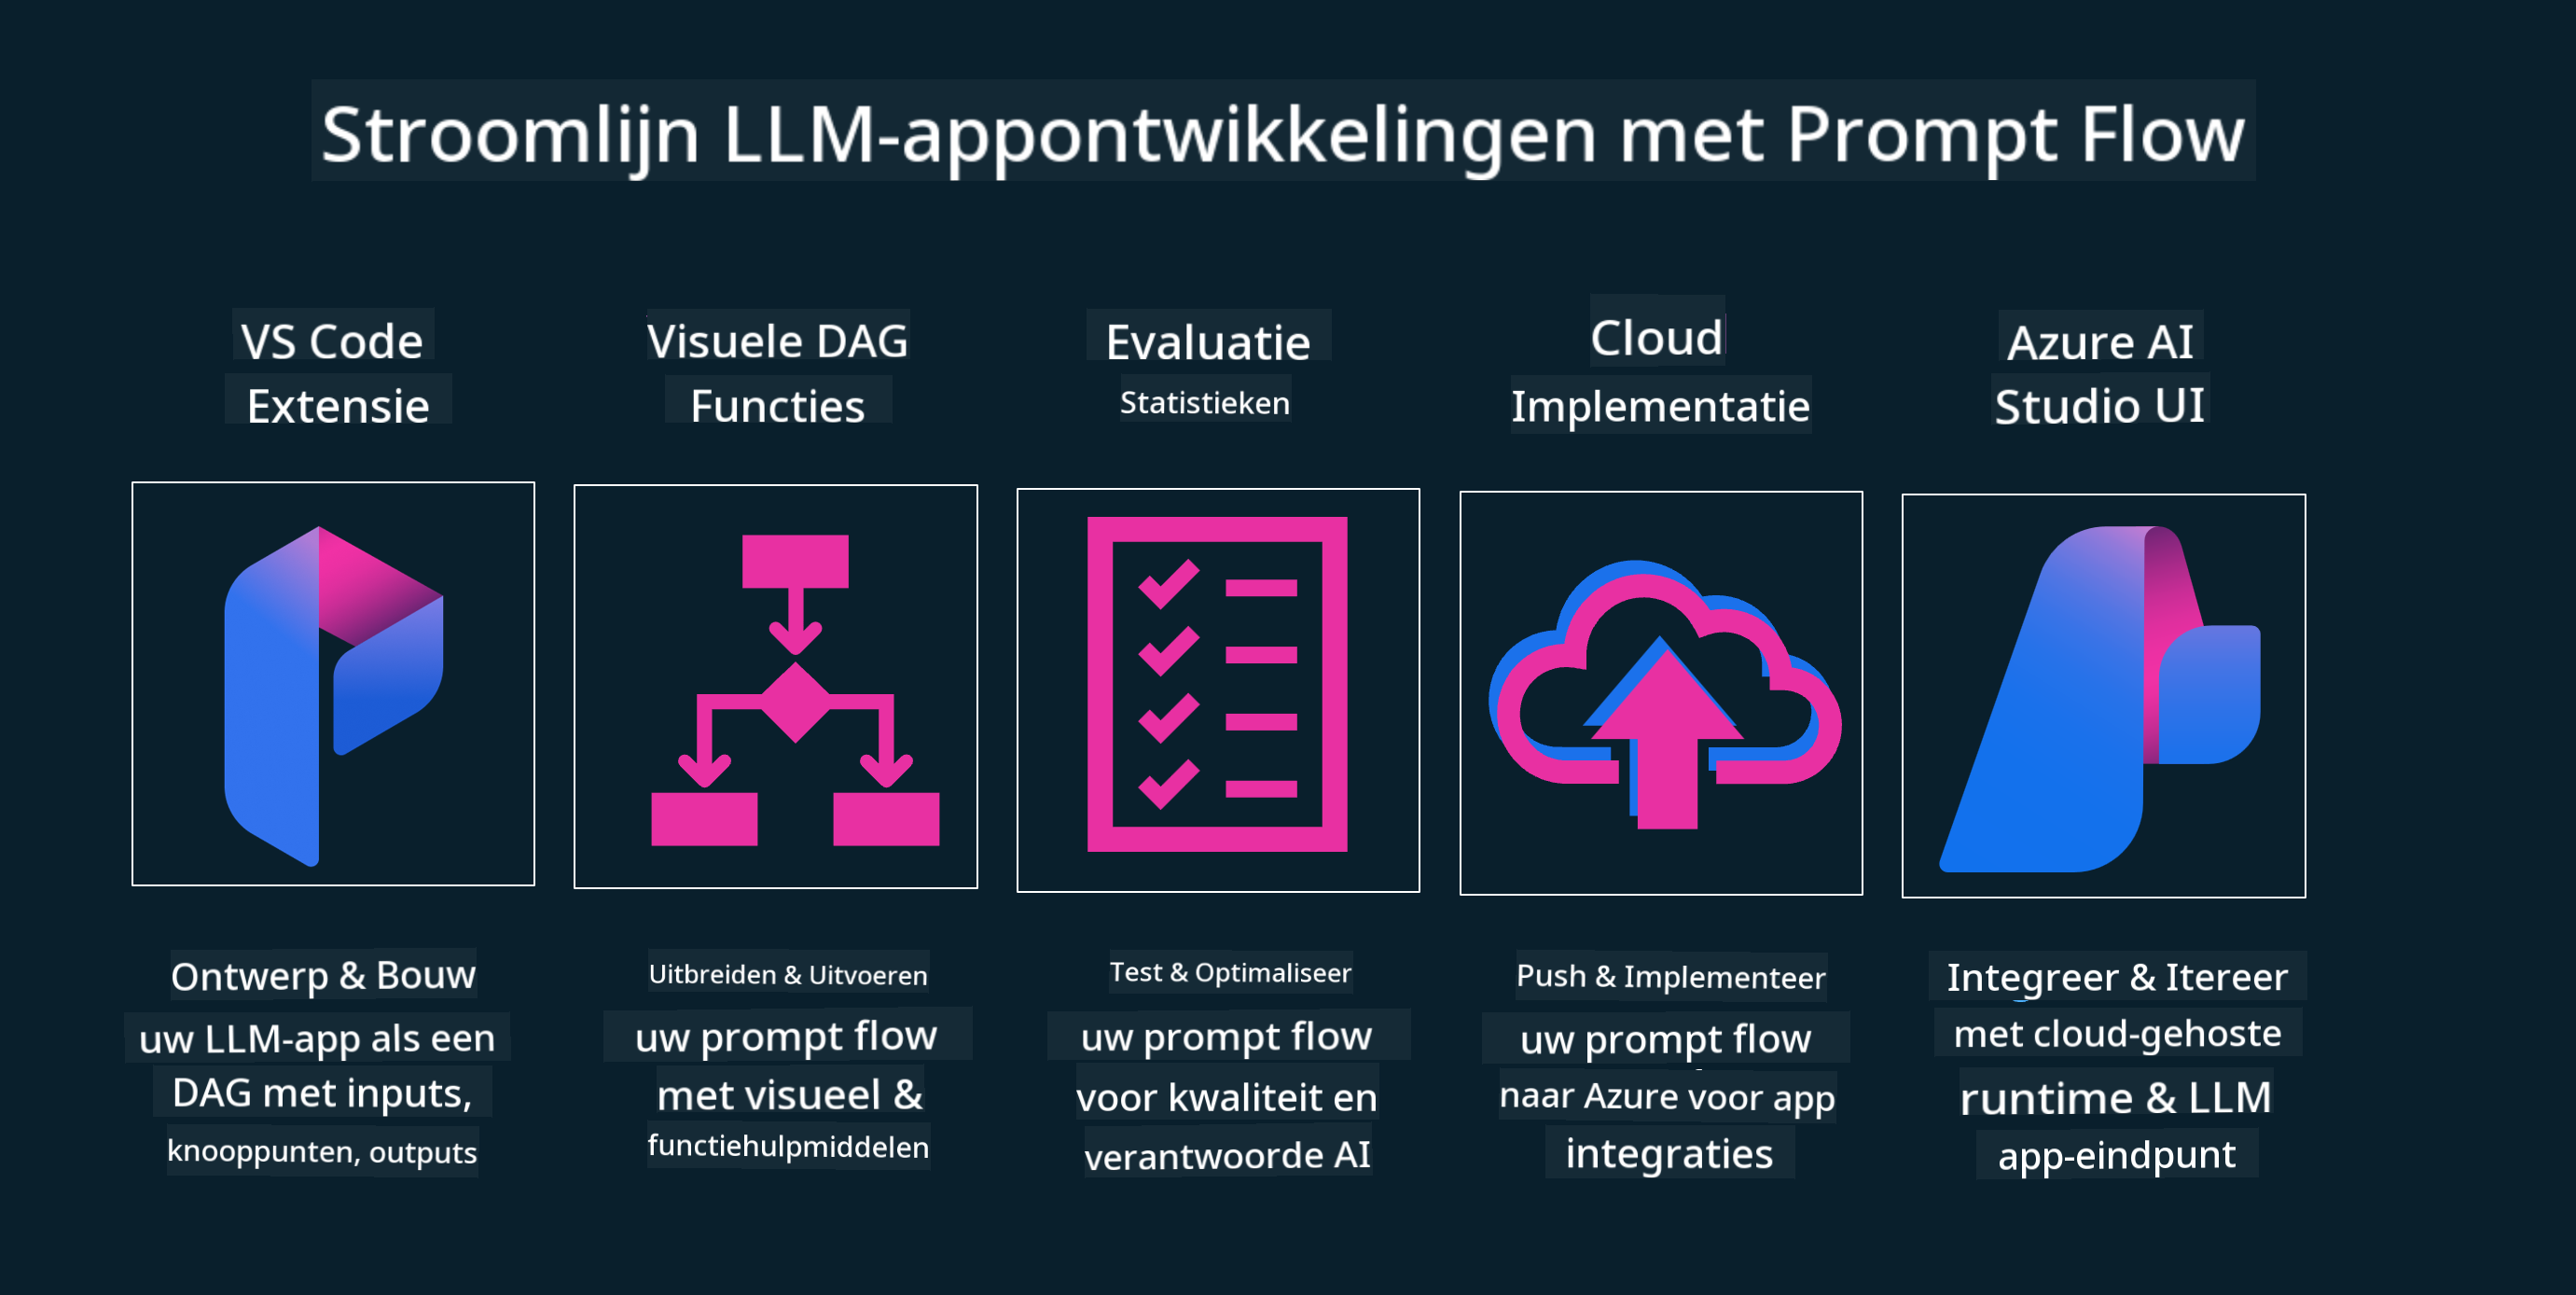 Stroomlijn LLM-appontwikkelingen met Prompt Flow
VS Code
Extensie
Visuele DAG
Functies
Evaluatie
Statistieken
Cloud
Implementatie
Azure AI
Studio UI
Ontwerp & Bouw
uw LLM-app als een
DAG met inputs,
knooppunten, outputs
Uitbreiden & Uitvoeren
uw prompt flow
met visueel &
functiehulpmiddelen
Test & Optimaliseer
uw prompt flow
voor kwaliteit en
verantwoorde AI
Push & Implementeer
uw prompt flow
naar Azure voor app
integraties
Integreer & Itereer
met cloud-gehoste
runtime & LLM
app-eindpunt